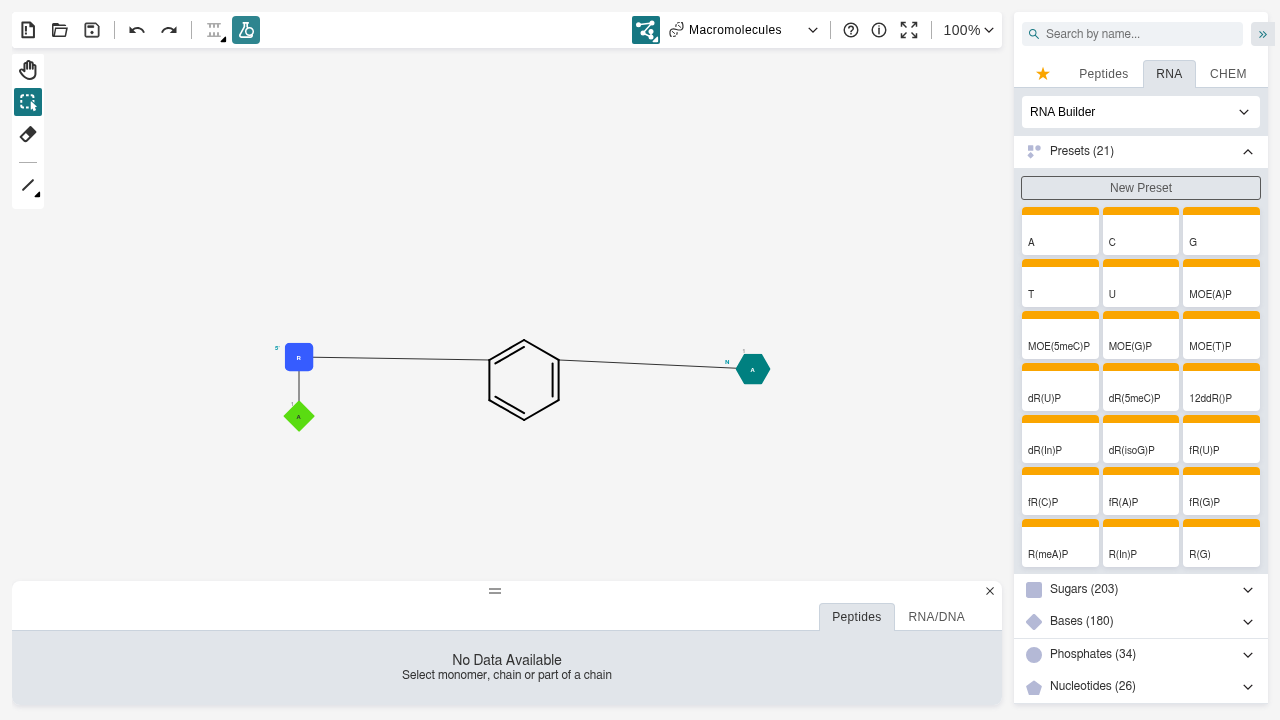 Macromolecules
100%
Search by name...
Peptides
RNA
CHEM
RNA Builder
Presets (21)
New Preset
A
C
G
T
U
MOE(A)P
MOE(5meC)P
MOE(G)P
MOE(T)P
dR(U)P
dR(5meC)P
12ddR()P
dR(In)P
dR(isoG)P
fR(U)P
fR(C)P
fR(A)P
fR(G)P
R(meA)P
R(In)P
R(G)
Sugars (203)
Bases (180)
Phosphates (34)
Nucleotides (26)
5'
R
1
A
N
1
A
Peptides
RNA/DNA
No Data Available
Select monomer, chain or part of a chain